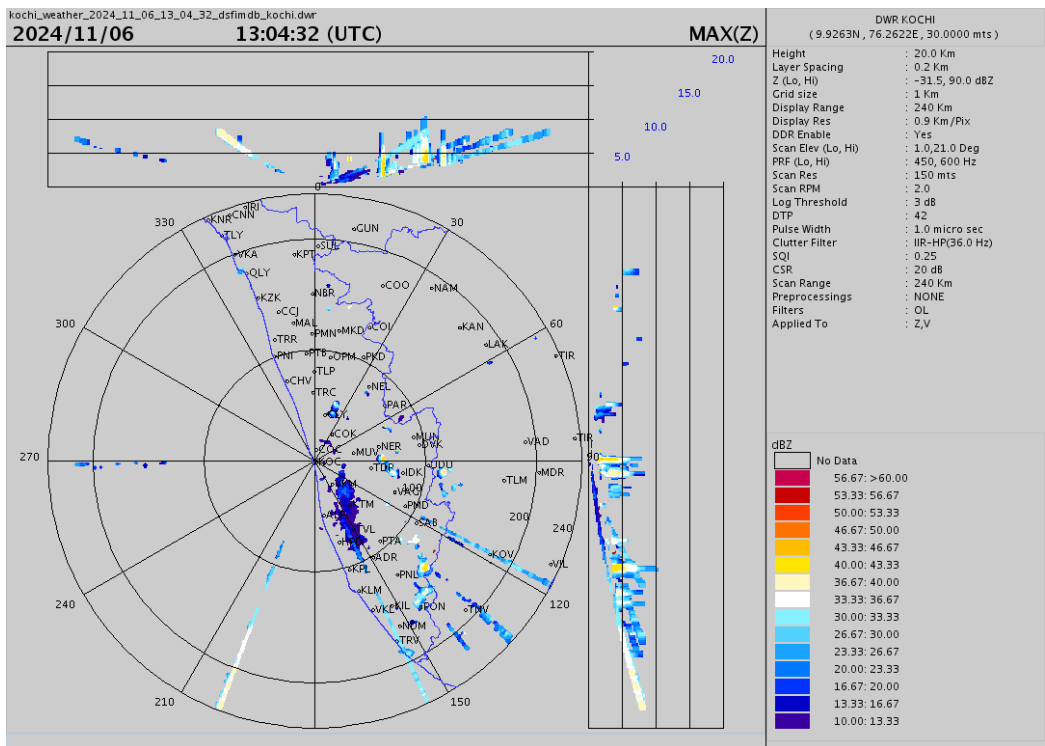 kochi_weather_2024_11_06_13_04_32_dsfimdb_kochi.dwr
2024/11/06 13:04:32 (UTC) MAX(Z)
20.0
15.0
10.0
5.0
0
DWR KOCHI
( 9.9263N , 76.2622E , 30.0000 mts )
Height : 20.0 Km
Layer Spacing : 0.2 Km
Z (Lo, Hi) : -31.5, 90.0 dBZ
Grid size : 1 Km
Display Range : 240 Km
Display Res : 0.9 Km/Pix
DDR Enable : Yes
Scan Elev (Lo, Hi) : 1.0,21.0 Deg
PRF (Lo, Hi) : 450, 600 Hz
Scan Res : 150 mts
Scan RPM : 2.0
Log Threshold : 3 dB
DTP : 42
Pulse Width : 1.0 micro sec
Clutter Filter : IIR-HP(36.0 Hz)
SQI : 0.25
CSR : 20 dB
Scan Range : 240 Km
Preprocessings : NONE
Filters : OL
Applied To : Z,V
dBZ
No Data
56.67: >60.00
53.33: 56.67
50.00: 53.33
46.67: 50.00
43.33: 46.67
40.00: 43.33
36.67: 40.00
33.33: 36.67
30.00: 33.33
26.67: 30.00
23.33: 26.67
20.00: 23.33
16.67: 20.00
13.33: 16.67
10.00: 13.33
330
30
300
60
270
90
240
120
210
150
100
200
240
IRI
KNR
CNN
TLY
GUN
SUL
VKA
KPT
QLY
COO
NAM
KZK
NBR
CCJ
MAL
PMN
MKD
COI
KAN
TRR
LAK
PNI
PTB
OPM
PKD
TIR
TLP
CHV
NEL
TRC
PAR
COK
MUN
DVK
VAD
TIR
NER
MUV
TDP
IDK
UDU
MDR
TLM
VAG
PMD
SAB
PTA
KOV
ADR
VIL
KPL
PNL
KLM
VKL
KIL
PON
TNV
NDM
TRV